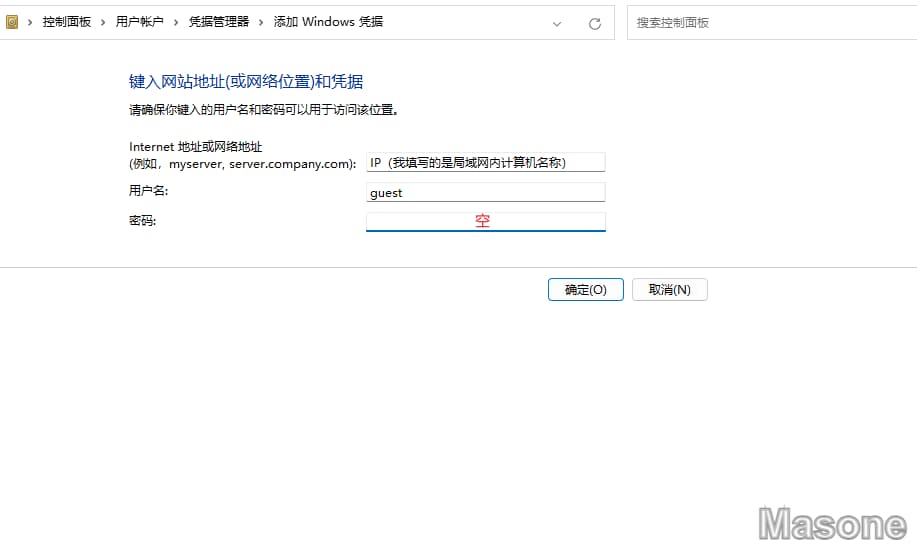 控制面板 › 用户帐户 › 凭据管理器 › 添加 Windows 凭据
搜索控制面板
键入网站地址(或网络位置)和凭据
请确保你键入的用户名和密码可以用于访问该位置。
Internet 地址或网络地址
(例如，myserver, server.company.com):
IP（我填写的是局域网内计算机名称）
用户名:
guest
密码:
空
确定(O)
取消(N)
Masone